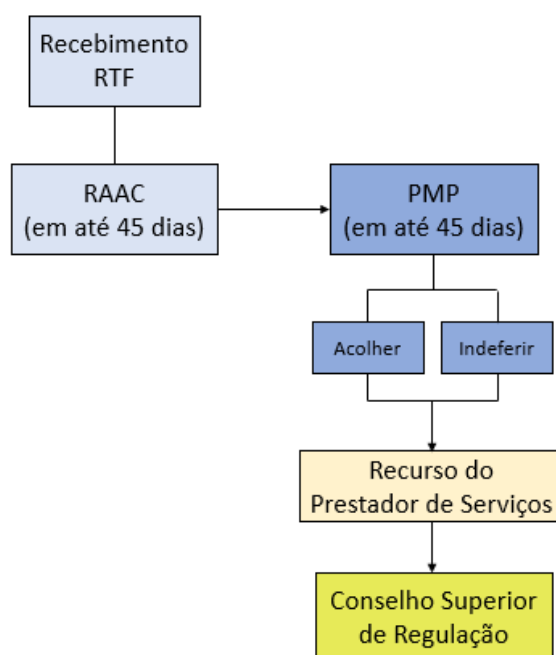 Recebimento
RTF
RAAC
(em até 45 dias)
PMP
(em até 45 dias)
Acolher
Indeferir
Recurso do
Prestador de Serviços
Conselho Superior
de Regulação